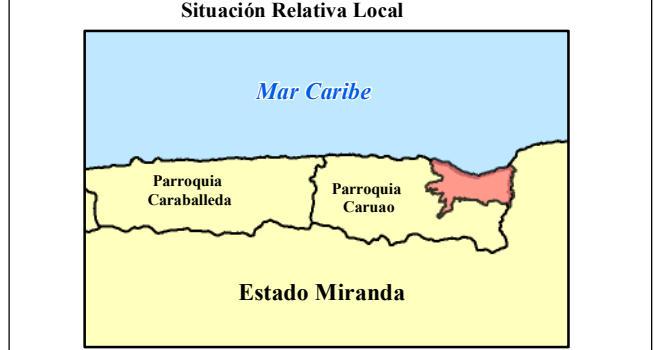 Situación Relativa Local
Mar Caribe
Parroquia
Caraballeda
Parroquia
Caruao
Estado Miranda